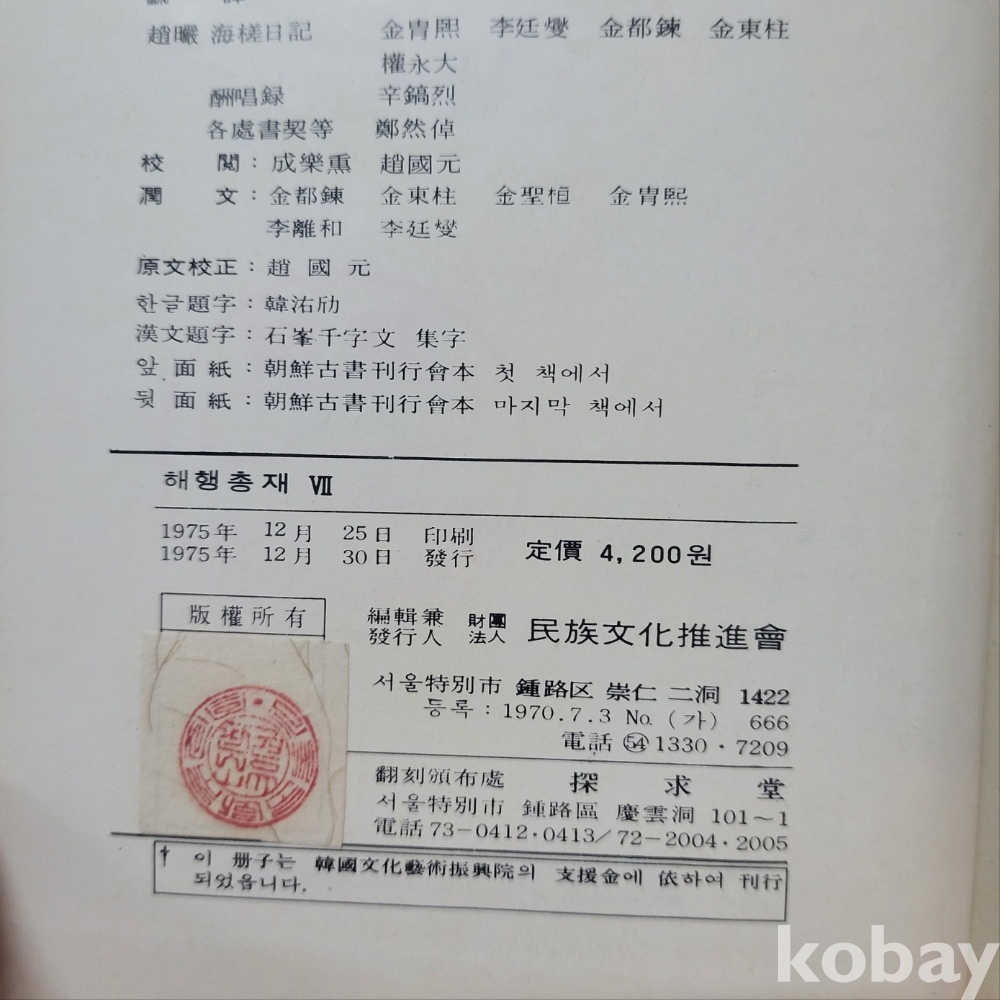 趙曮 海槎日記 金冑熙 李廷燮 金都鍊 金東柱
權永大
酬唱録 辛鎬烈
各處書契等 鄭然倬
校 閱 : 成樂熏 趙國元
潤 文 : 金都鍊 金東柱 金聖桓 金冑熙
李離和 李廷燮
原文校正 : 趙 國 元
한글題字 : 韓沽劤
漢文題字 : 石峯千字文 集字
앞 面 紙 : 朝鮮古書刊行會本 첫 책에서
뒷 面 紙 : 朝鮮古書刊行會本 마지막 책에서
해행총재 Ⅶ
1975年 12月 25日 印刷
1975年 12月 30日 發行
定價 4,200원
版權所有
編輯兼 發行人 財團法人 民族文化推進會
서울特別市 鍾路区 崇仁 二洞 1422
등록 : 1970.7.3 No. (가) 666
電話 54 1330·7209
翻刻頒布處 探 求 堂
서울特別市 鍾路區 慶雲洞 101~1
電話 73-0412·0413/72-2004·2005
† 이 册子는 韓國文化藝術振興院의 支援金에 依하여 刊行
되었읍니다.
kobay